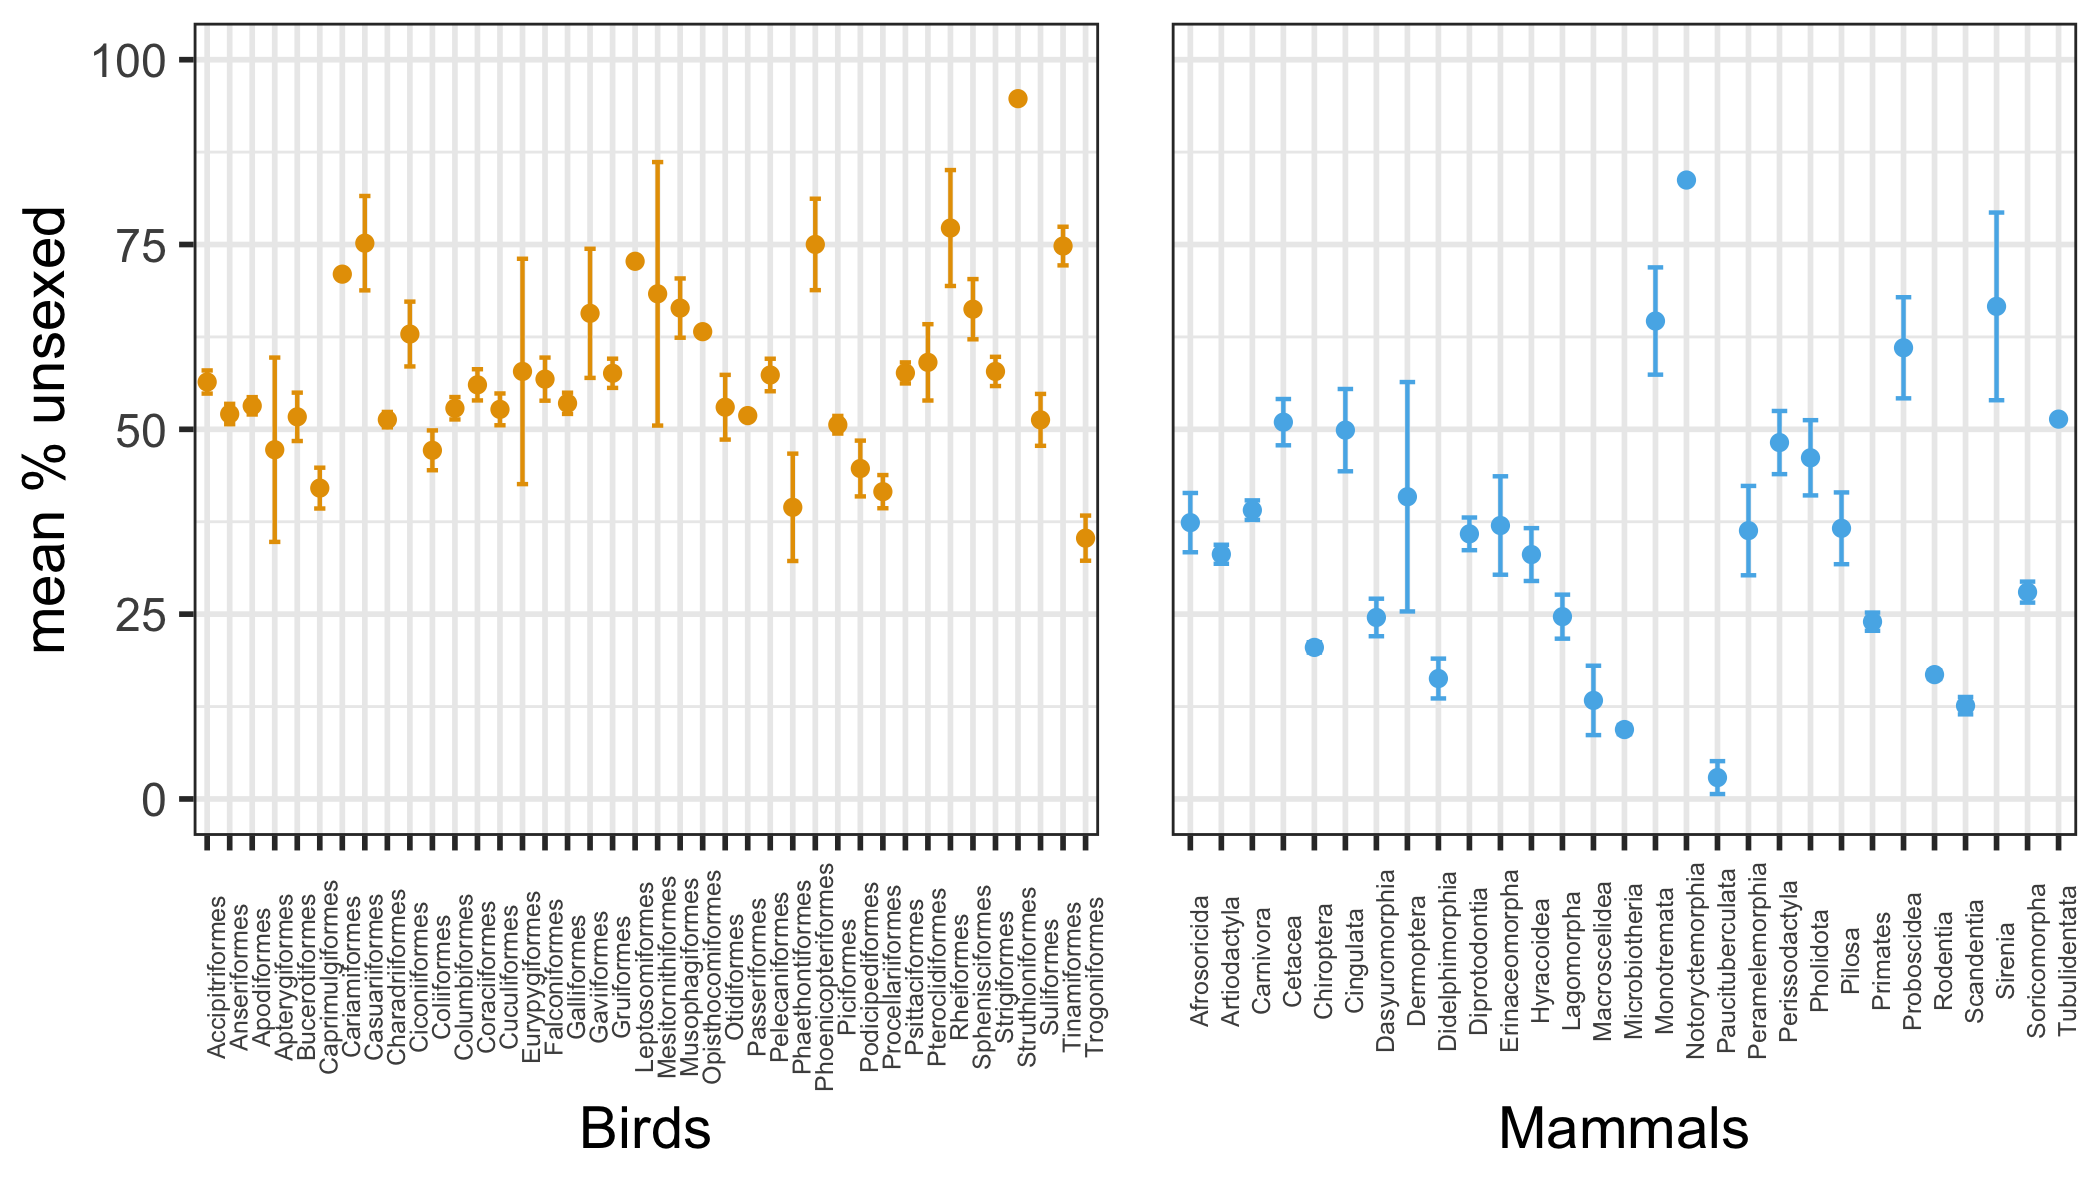 mean % unsexed
100
75
50
25
0
Accipitriformes
Anseriformes
Apodiformes
Apterygiformes
Bucerotiformes
Caprimulgiformes
Cariamiformes
Casuariiformes
Charadriiformes
Ciconiiformes
Coliiformes
Columbiformes
Coraciiformes
Cuculiformes
Eurypygiformes
Falconiformes
Galliformes
Gaviiformes
Gruiformes
Leptosomiformes
Mesitornithiformes
Musophagiformes
Opisthocomiformes
Otidiformes
Passeriformes
Pelecaniformes
Phaethontiformes
Phoenicopteriformes
Piciformes
Podicipediformes
Procellariiformes
Psittaciformes
Pteroclidiformes
Rheiformes
Sphenisciformes
Strigiformes
Struthioniformes
Suliformes
Tinamiformes
Trogoniformes
Birds
Afrosoricida
Artiodactyla
Carnivora
Cetacea
Chiroptera
Cingulata
Dasyuromorphia
Dermoptera
Didelphimorphia
Diprotodontia
Erinaceomorpha
Hyracoidea
Lagomorpha
Macroscelidea
Microbiotheria
Monotremata
Notoryctemorphia
Paucituberculata
Peramelemorphia
Perissodactyla
Pholidota
Pilosa
Primates
Proboscidea
Rodentia
Scandentia
Sirenia
Soricomorpha
Tubulidentata
Mammals